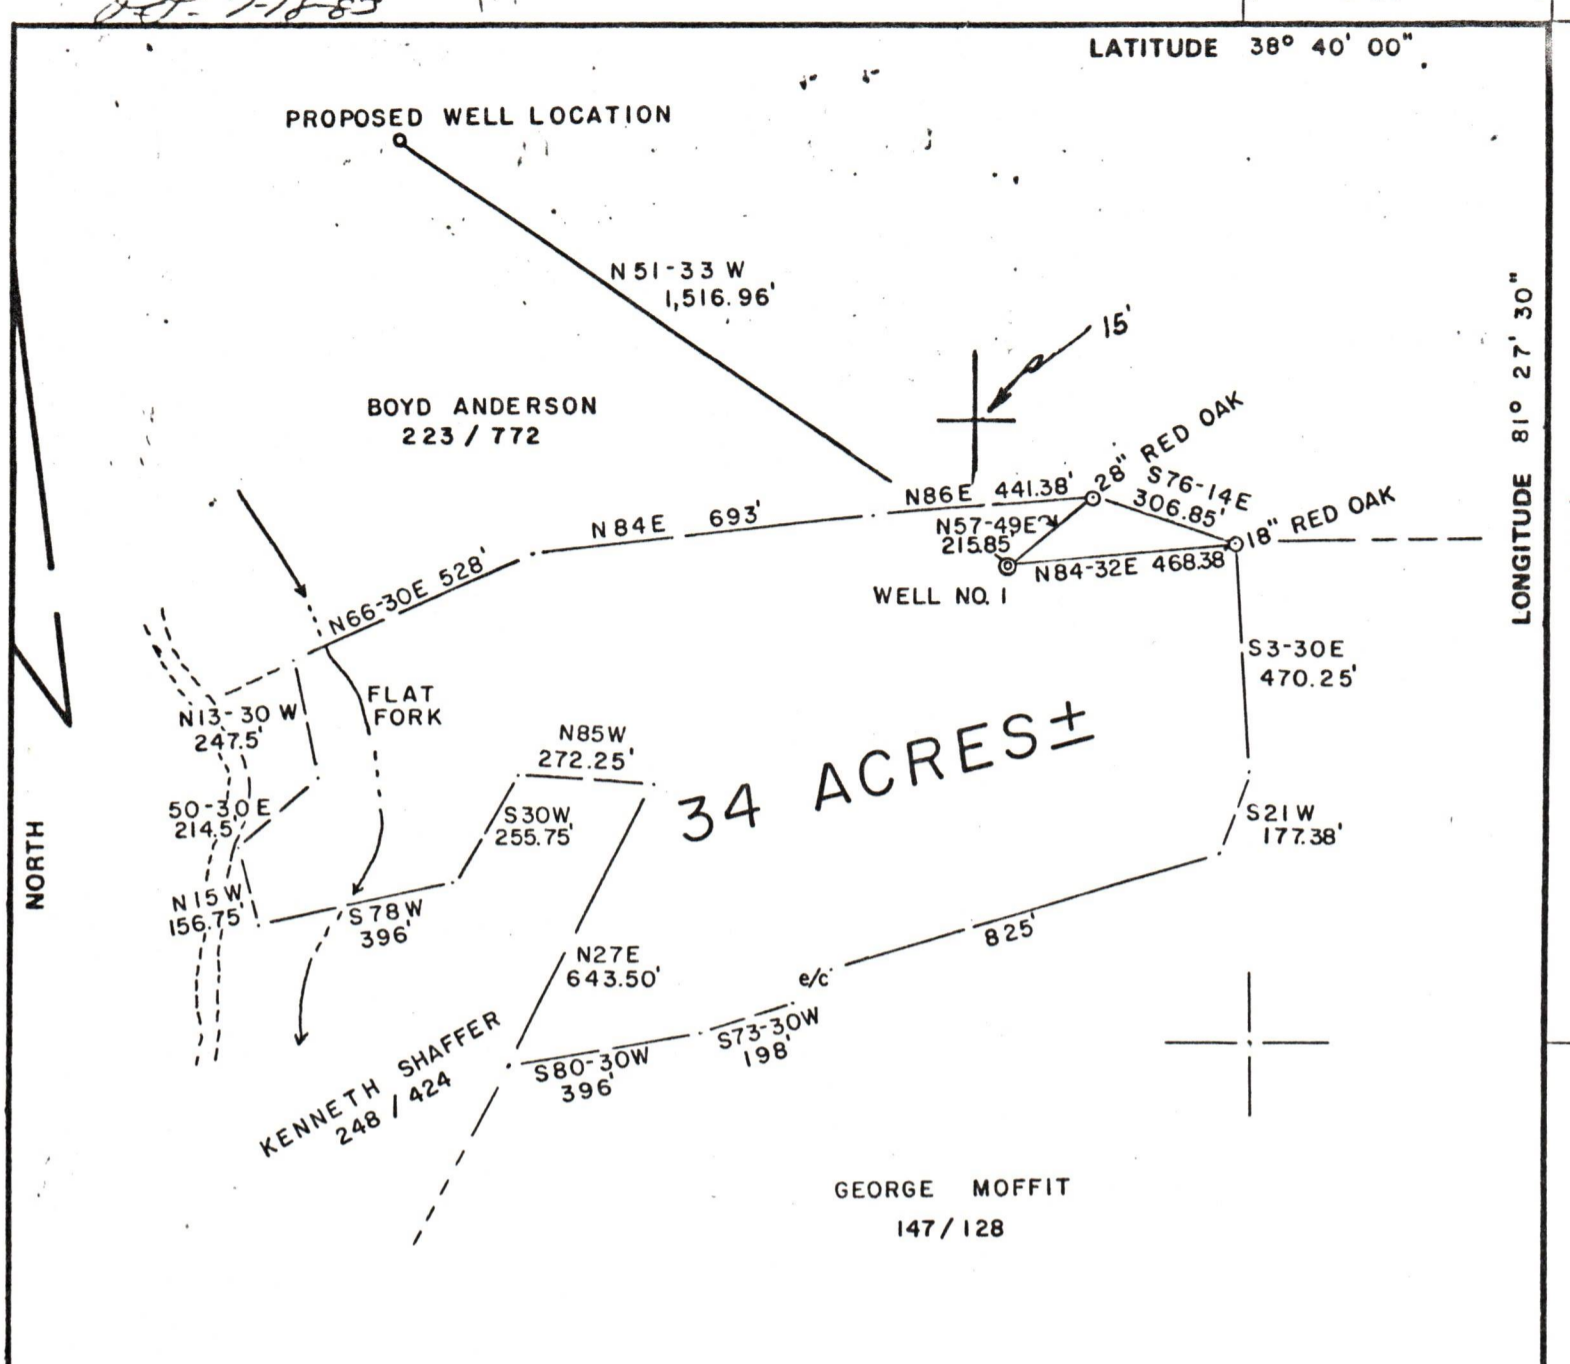 LATITUDE 38° 40' 00"
PROPOSED WELL LOCATION
N 51-33 W
1,516.96'
15'
LONGITUDE 81° 27' 30"
BOYD ANDERSON
223 / 772
28" RED OAK
N86E 441.38'
S76-14E
306.85'
18" RED OAK
N84E 693'
N57-49E
215.85'
N84-32E 468.38'
WELL NO. 1
N66-30E 528'
S3-30E
470.25'
FLAT
FORK
N13-30 W
247.5'
N85W
272.25'
34 ACRES±
50-30 E
214.5'
S30W
255.75'
S21W
177.38'
NORTH
N15W
156.75'
S78W
396'
825'
N27E
643.50'
e/c
S73-30W
198'
S80-30W
396'
KENNETH SHAFFER
248 / 424
GEORGE MOFFIT
147/128